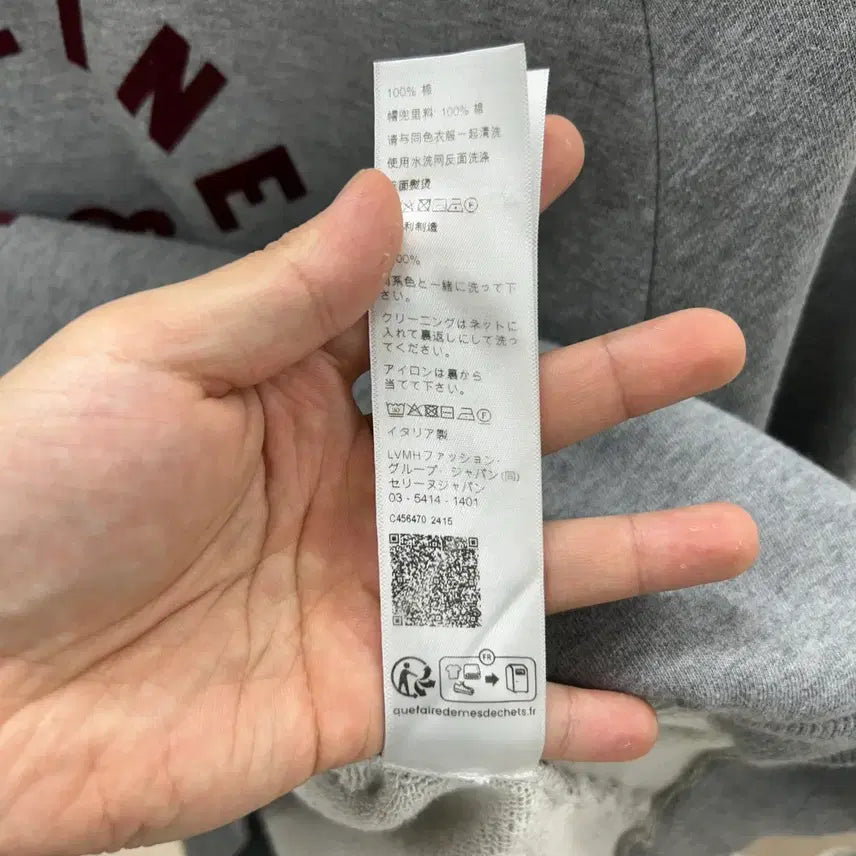 INE
100% 棉
帽兜里料: 100% 棉
请与同色衣服一起清洗
使用水洗网反面洗涤
面熨烫
利制造
00%
系色と一緒に洗って下
さい。
クリーニングはネットに
入れて裏返しにして洗っ
てください。
アイロンは裏から
当てて下さい。
イタリア製
LVMHファッション・
グループ・ジャパン(同)
セリーヌジャパン
03 - 5414 - 1401
C456470 2415
FR
quefairedemesdechets.fr